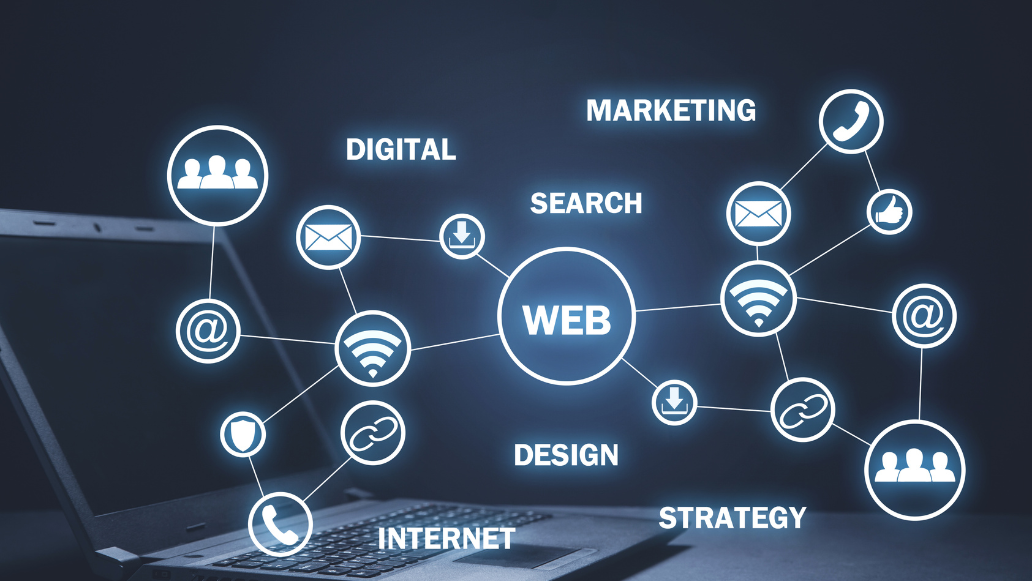 MARKETING
DIGITAL
SEARCH
WEB
@
@
DESIGN
STRATEGY
INTERNET